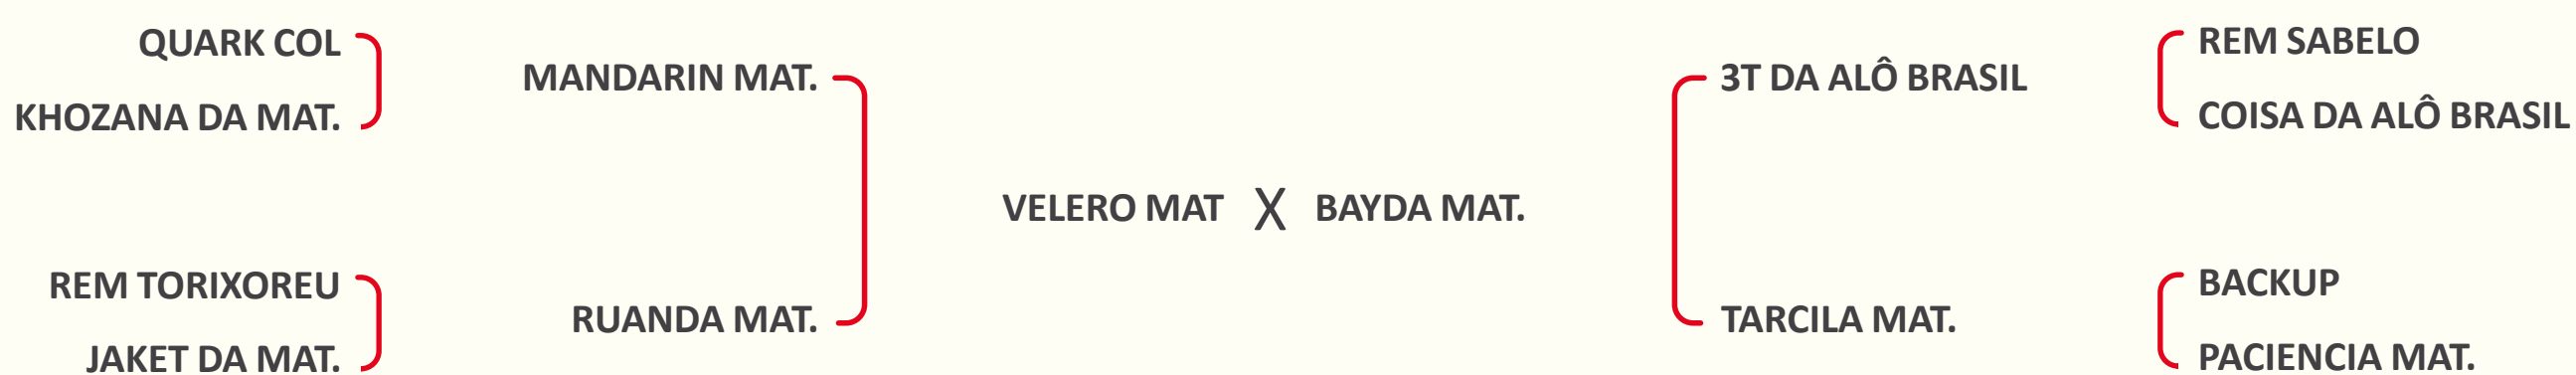 QUARK COL
KHOZANA DA MAT.
MANDARIN MAT.
REM TORIXOREU
JAKET DA MAT.
RUANDA MAT.
VELERO MAT X BAYDA MAT.
3T DA ALÔ BRASIL
REM SABELO
COISA DA ALÔ BRASIL
TARCILA MAT.
BACKUP
PACIENCIA MAT.